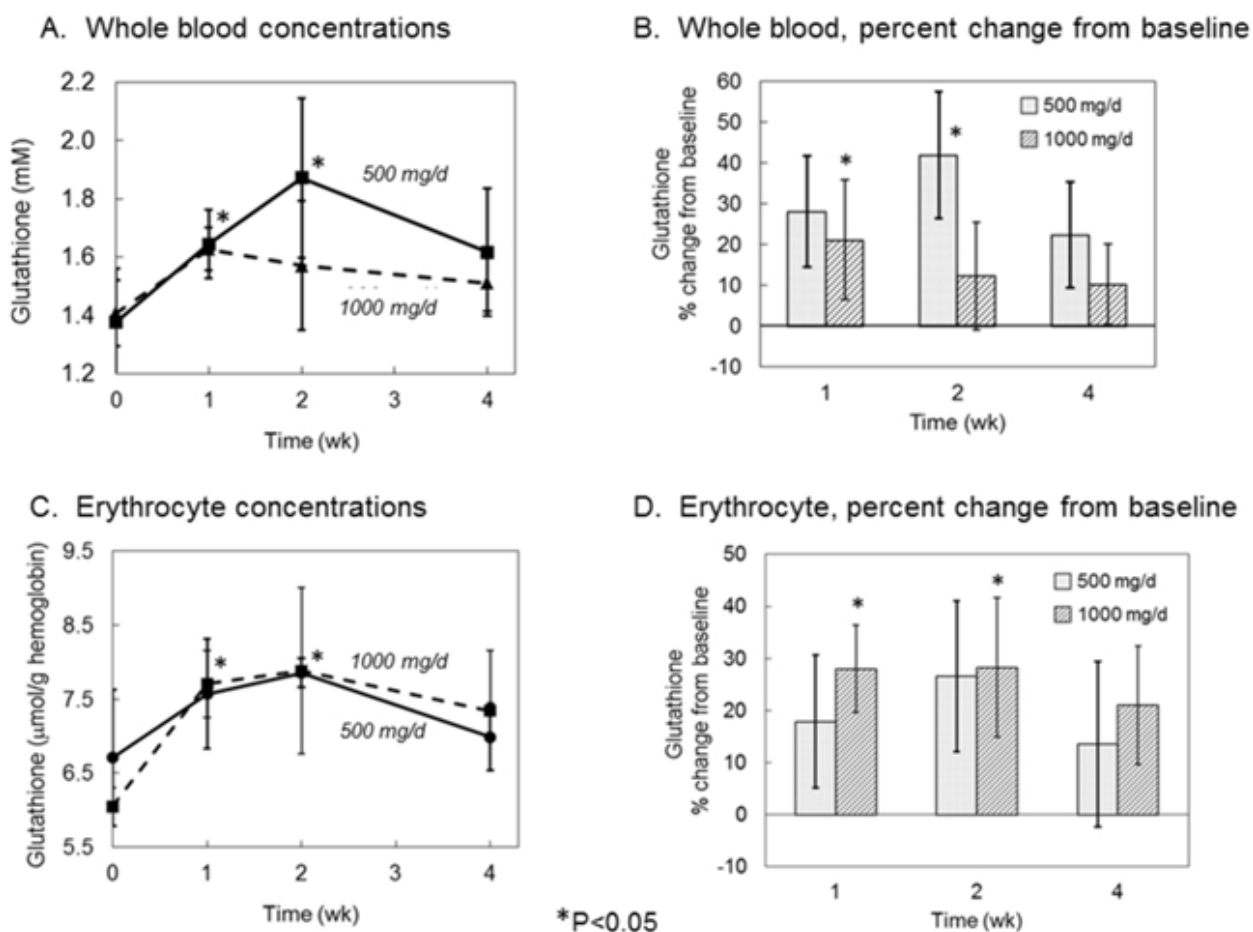 A. Whole blood concentrations
2.2
2.0
1.8
1.6
1.4
1.2
Glutathione (mM)
*
*
500 mg/d
1000 mg/d
0 1 2 3 4
Time (wk)
B. Whole blood, percent change from baseline
60
50
40
30
20
10
0
-10
Glutathione
% change from baseline
500 mg/d
1000 mg/d
*
*
1 2 4
Time (wk)
C. Erythrocyte concentrations
9.5
8.5
7.5
6.5
5.5
Glutathione (µmol/g hemoglobin)
*
*
1000 mg/d
500 mg/d
0 1 2 3 4
Time (wk)
D. Erythrocyte, percent change from baseline
50
40
30
20
10
0
-10
Glutathione
% change from baseline
500 mg/d
1000 mg/d
*
*
1 2 4
Time (wk)
*P<0.05